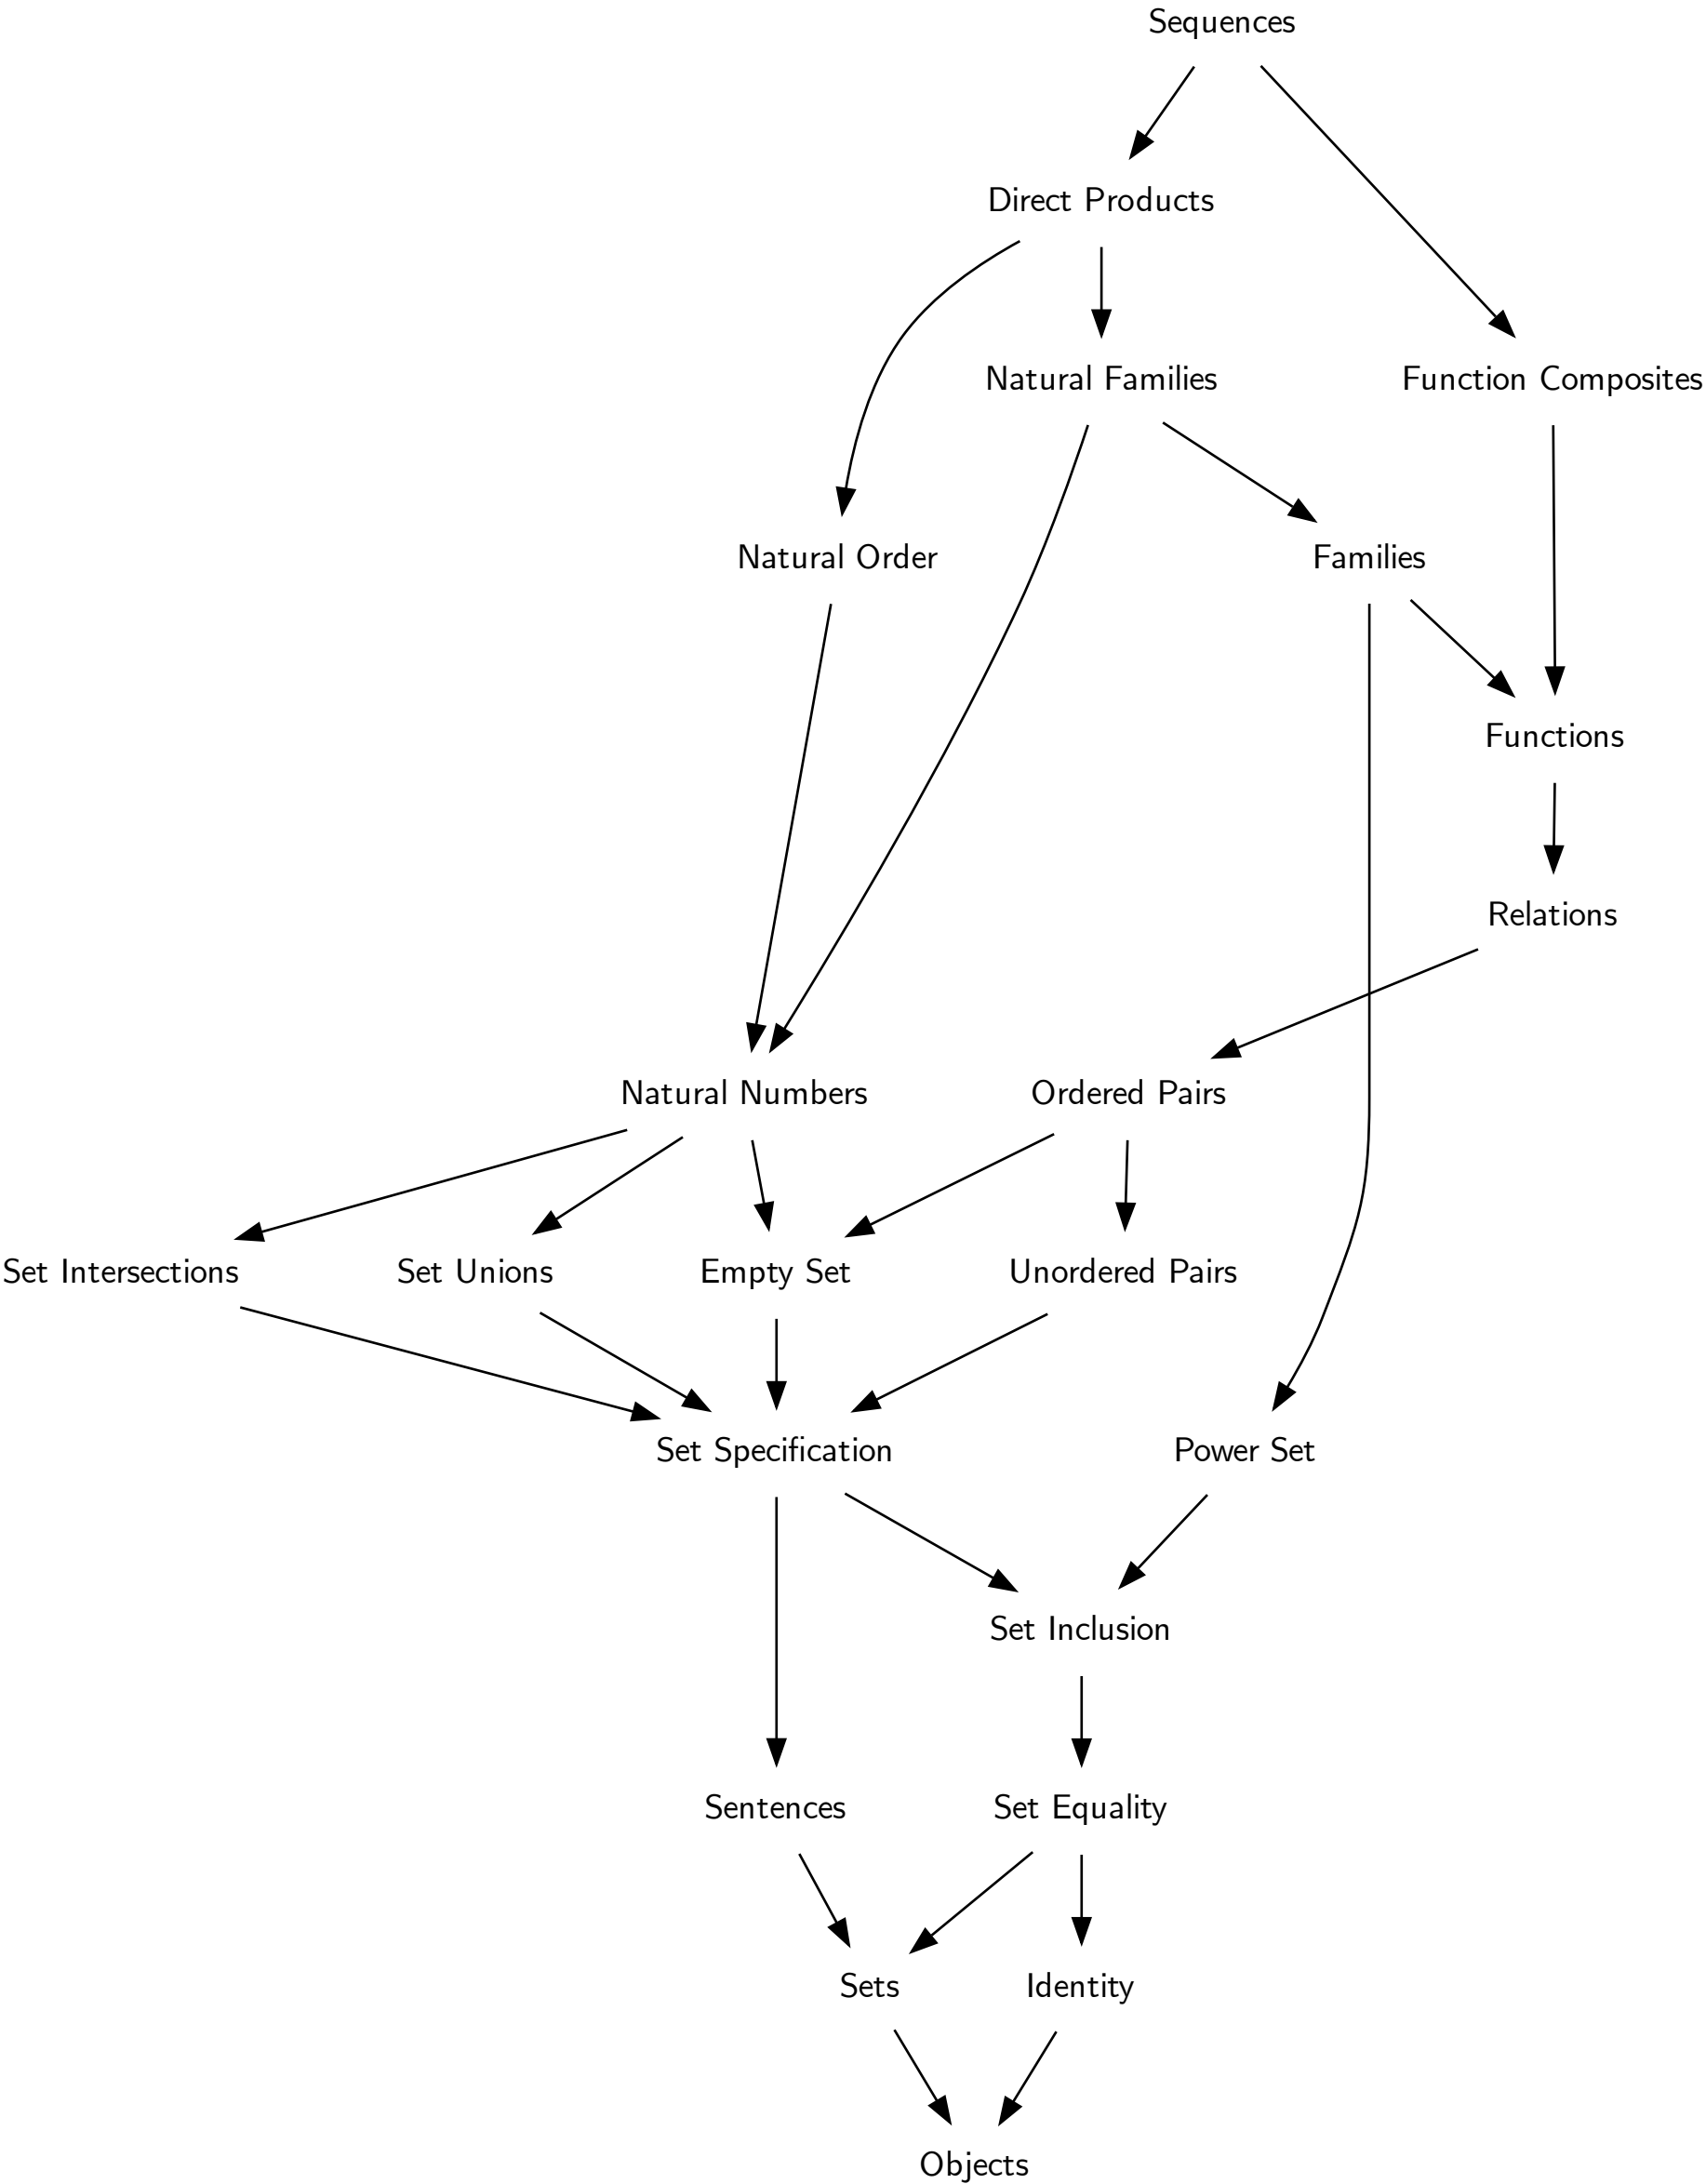 Sequences
Direct Products
Natural Families
Function Composites
Natural Order
Families
Functions
Relations
Natural Numbers
Ordered Pairs
Set Intersections
Set Unions
Empty Set
Unordered Pairs
Set Specification
Power Set
Set Inclusion
Sentences
Set Equality
Sets
Identity
Objects